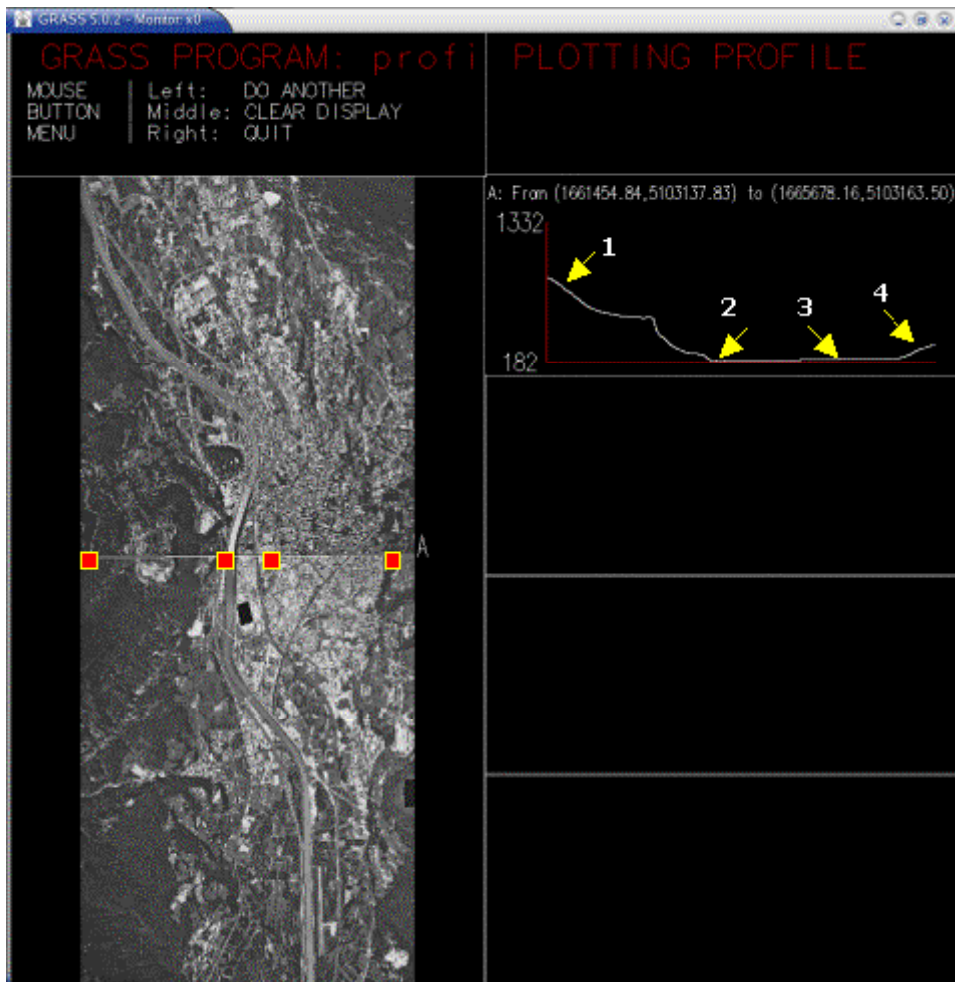 GRASS 5.0.2 - Monitor: x0
GRASS PROGRAM: profi
PLOTTING PROFILE
MOUSE | Left: DO ANOTHER
BUTTON | Middle: CLEAR DISPLAY
MENU | Right: QUIT
A: From (1661454.84,5103137.83) to (1665678.16,5103163.50)
1332
1
2
3
4
182
A